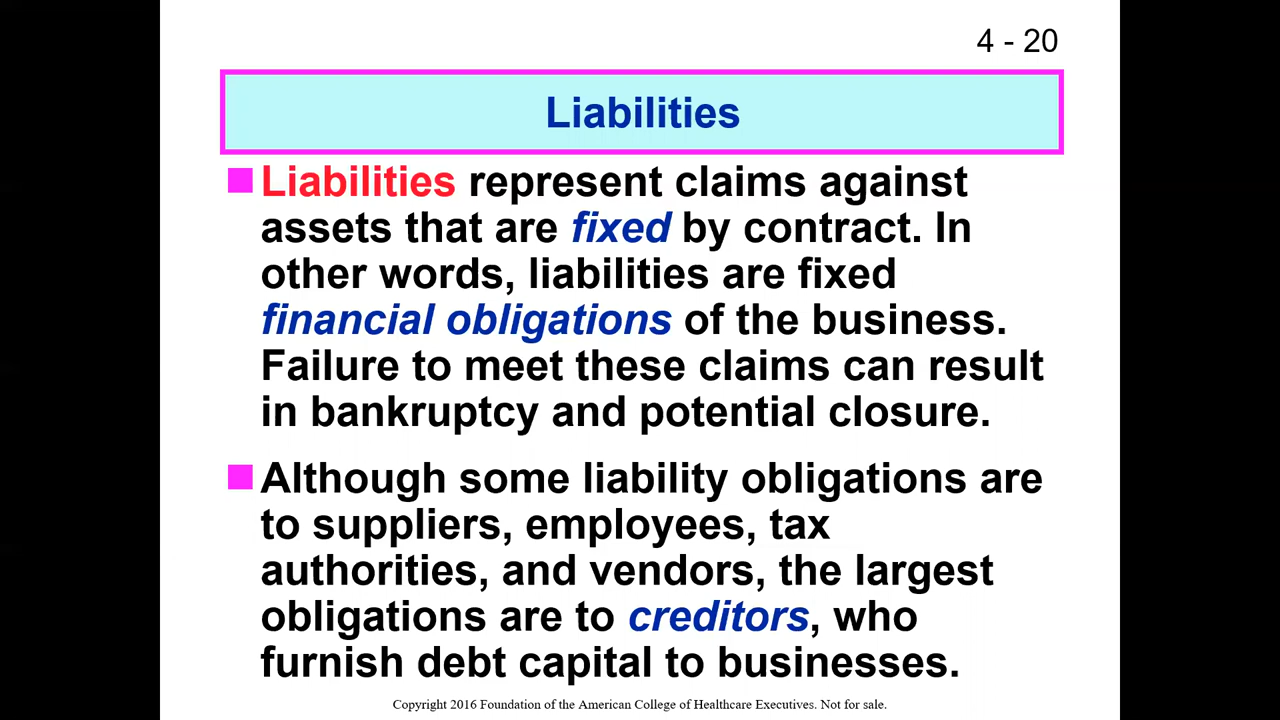 4 - 20
Liabilities
Liabilities represent claims against
assets that are fixed by contract. In
other words, liabilities are fixed
financial obligations of the business.
Failure to meet these claims can result
in bankruptcy and potential closure.
Although some liability obligations are
to suppliers, employees, tax
authorities, and vendors, the largest
obligations are to creditors, who
furnish debt capital to businesses.
Copyright 2016 Foundation of the American College of Healthcare Executives. Not for sale.